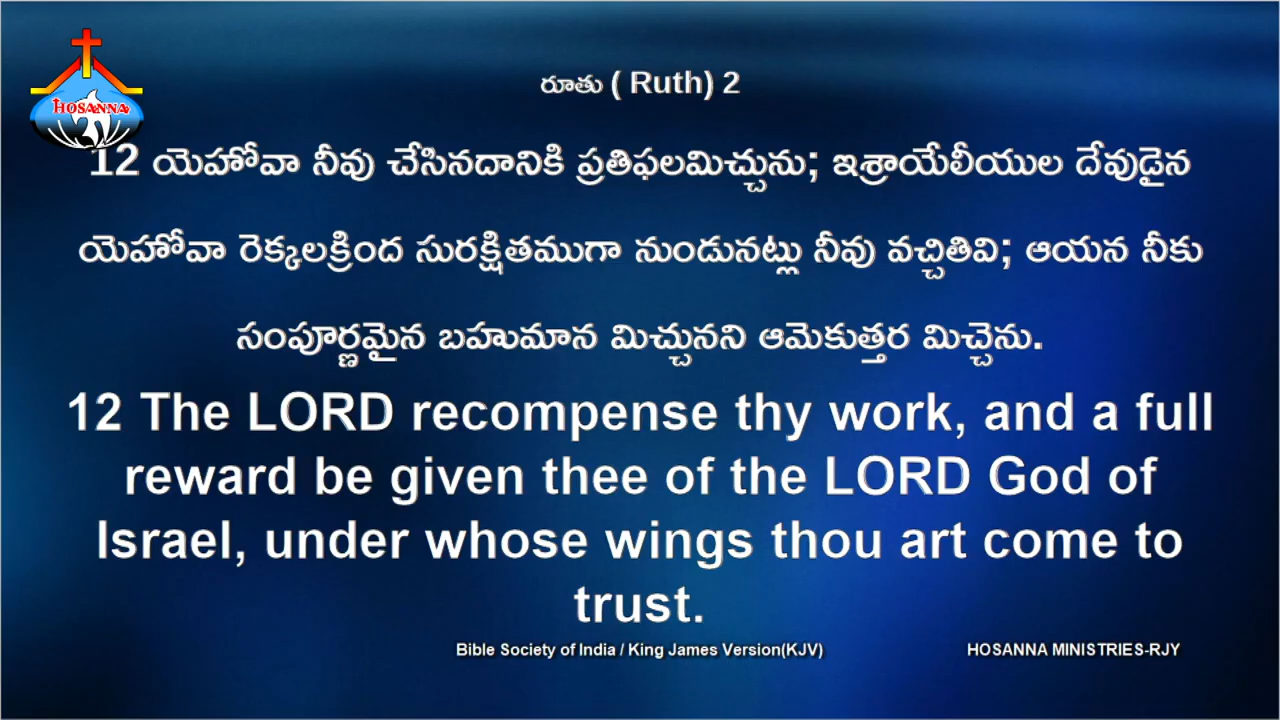 HOSANNA
రూతు ( Ruth) 2
12 యెహోవా నీవు చేసినదానికి ప్రతిఫలమిచ్చును; ఇశ్రాయేలీయుల దేవుడైన
యెహోవా రెక్కలక్రింద సురక్షితముగా నుండునట్లు నీవు వచ్చితివి; ఆయన నీకు
సంపూర్ణమైన బహుమాన మిచ్చునని ఆమెకుత్తర మిచ్చెను.
12 The LORD recompense thy work, and a full
reward be given thee of the LORD God of
Israel, under whose wings thou art come to
trust.
Bible Society of India / King James Version(KJV)
HOSANNA MINISTRIES-RJY